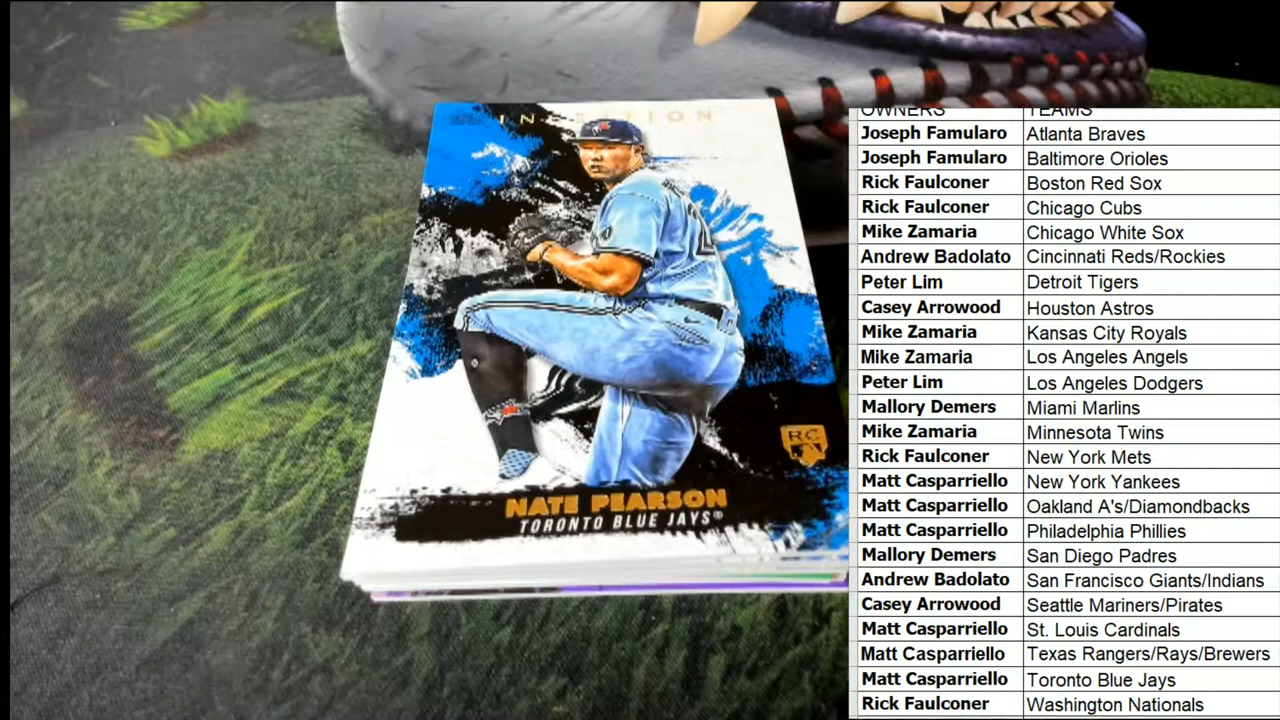 INCEPTION
NATE PEARSON
TORONTO BLUE JAYS®
RC
OWNERS TEAMS
Joseph Famularo Atlanta Braves
Joseph Famularo Baltimore Orioles
Rick Faulconer Boston Red Sox
Rick Faulconer Chicago Cubs
Mike Zamaria Chicago White Sox
Andrew Badolato Cincinnati Reds/Rockies
Peter Lim Detroit Tigers
Casey Arrowood Houston Astros
Mike Zamaria Kansas City Royals
Mike Zamaria Los Angeles Angels
Peter Lim Los Angeles Dodgers
Mallory Demers Miami Marlins
Mike Zamaria Minnesota Twins
Rick Faulconer New York Mets
Matt Casparriello New York Yankees
Matt Casparriello Oakland A's/Diamondbacks
Matt Casparriello Philadelphia Phillies
Mallory Demers San Diego Padres
Andrew Badolato San Francisco Giants/Indians
Casey Arrowood Seattle Mariners/Pirates
Matt Casparriello St. Louis Cardinals
Matt Casparriello Texas Rangers/Rays/Brewers
Matt Casparriello Toronto Blue Jays
Rick Faulconer Washington Nationals